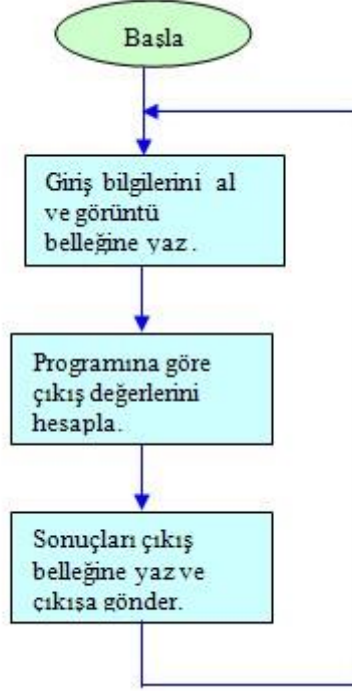 Başla
Giriş bilgilerini al
ve görüntü
belleğine yaz.
Programına göre
çıkış değerlerini
hesapla.
Sonuçları çıkış
belleğine yaz ve
çıkışa gönder.